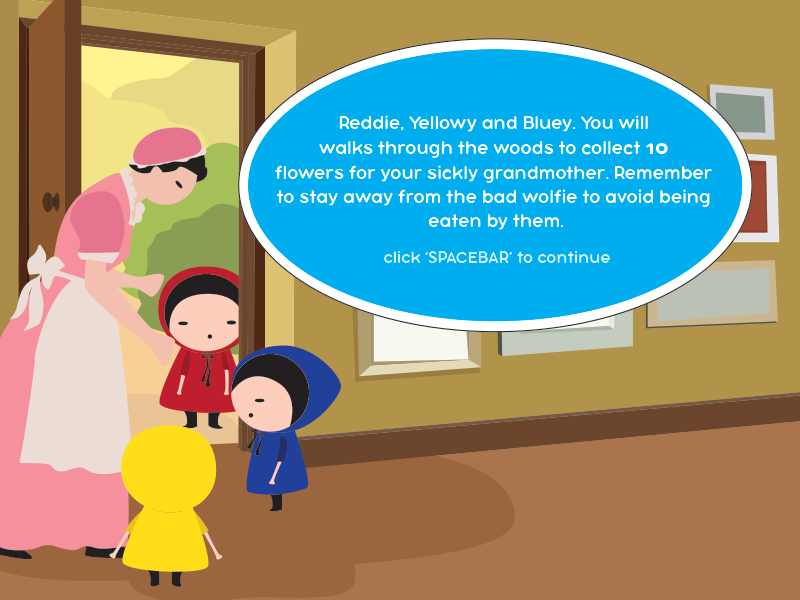 Reddie, Yellowy and Bluey. You will
walks through the woods to collect 10
flowers for your sickly grandmother. Remember
to stay away from the bad wolfie to avoid being
eaten by them.
click 'SPACEBAR' to continue